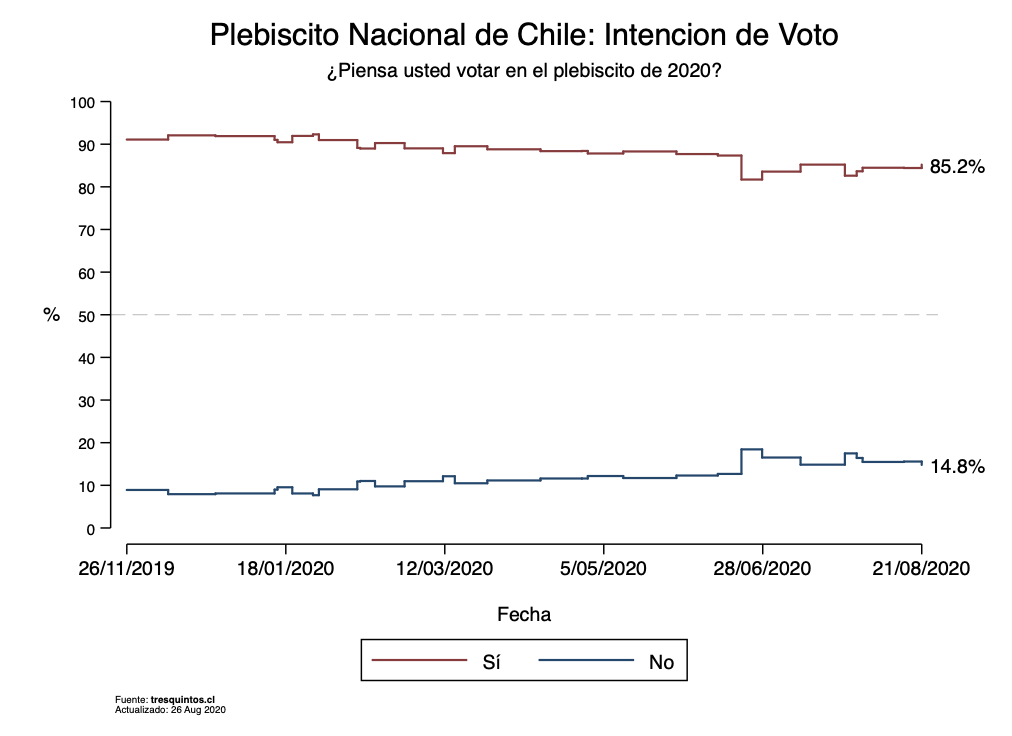 Plebiscito Nacional de Chile: Intencion de Voto
¿Piensa usted votar en el plebiscito de 2020?
100
90
80
70
60
50
40
30
20
10
0
%
85.2%
14.8%
26/11/2019 18/01/2020 12/03/2020 5/05/2020 28/06/2020 21/08/2020
Fecha
Sí No
Fuente: tresquintos.cl
Actualizado: 26 Aug 2020